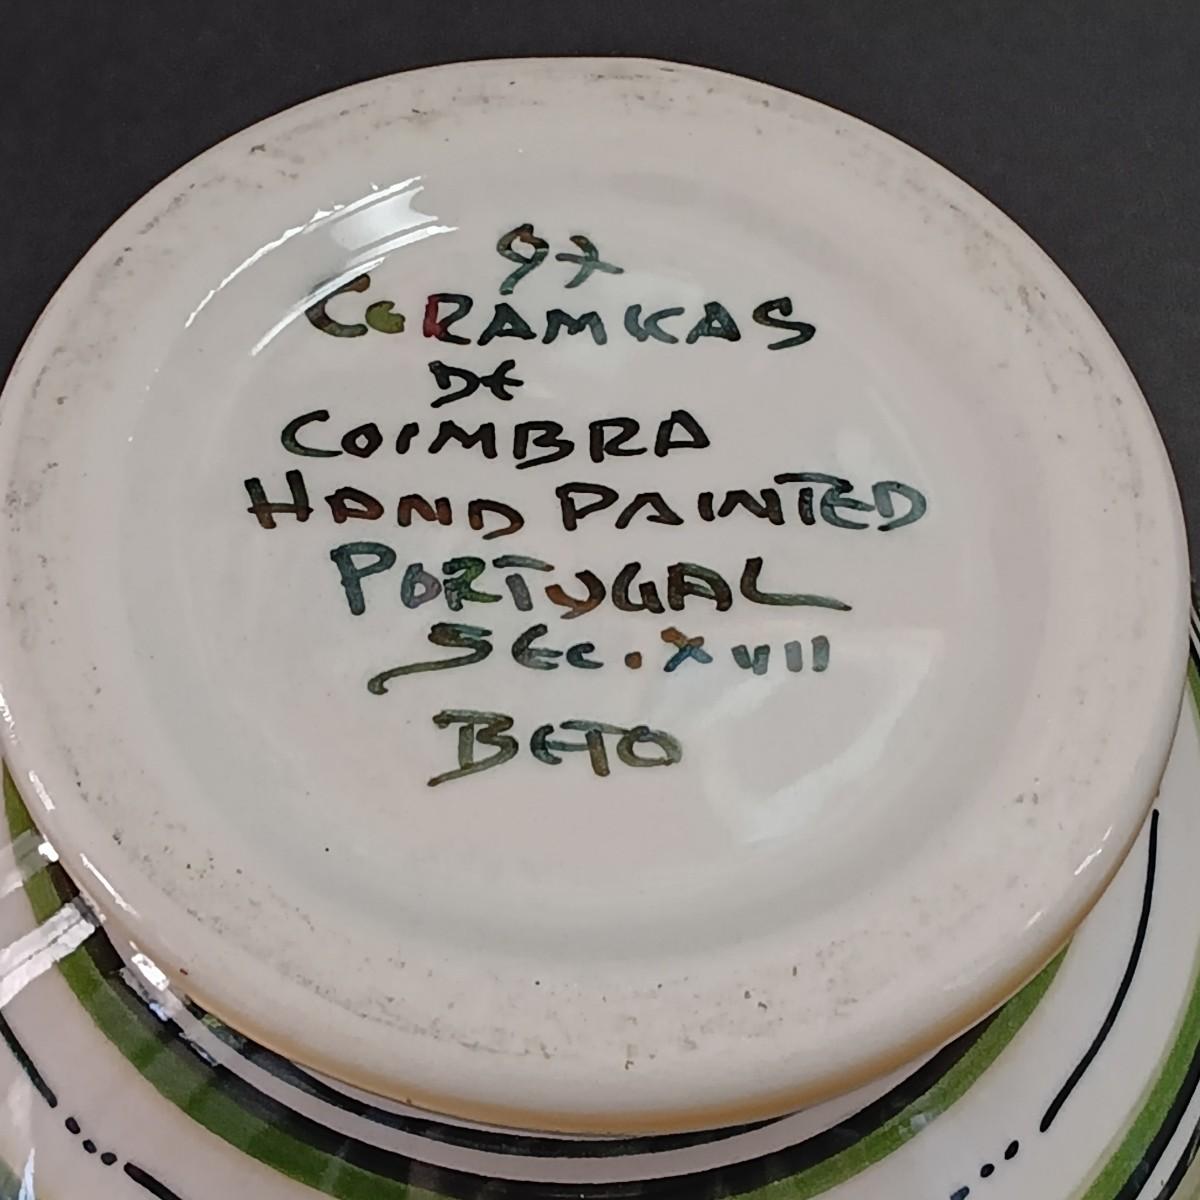 97
CERAMICAS
DE
COIMBRA
HAND PAINTED
PORTUGAL
SEC. XVII
BETO